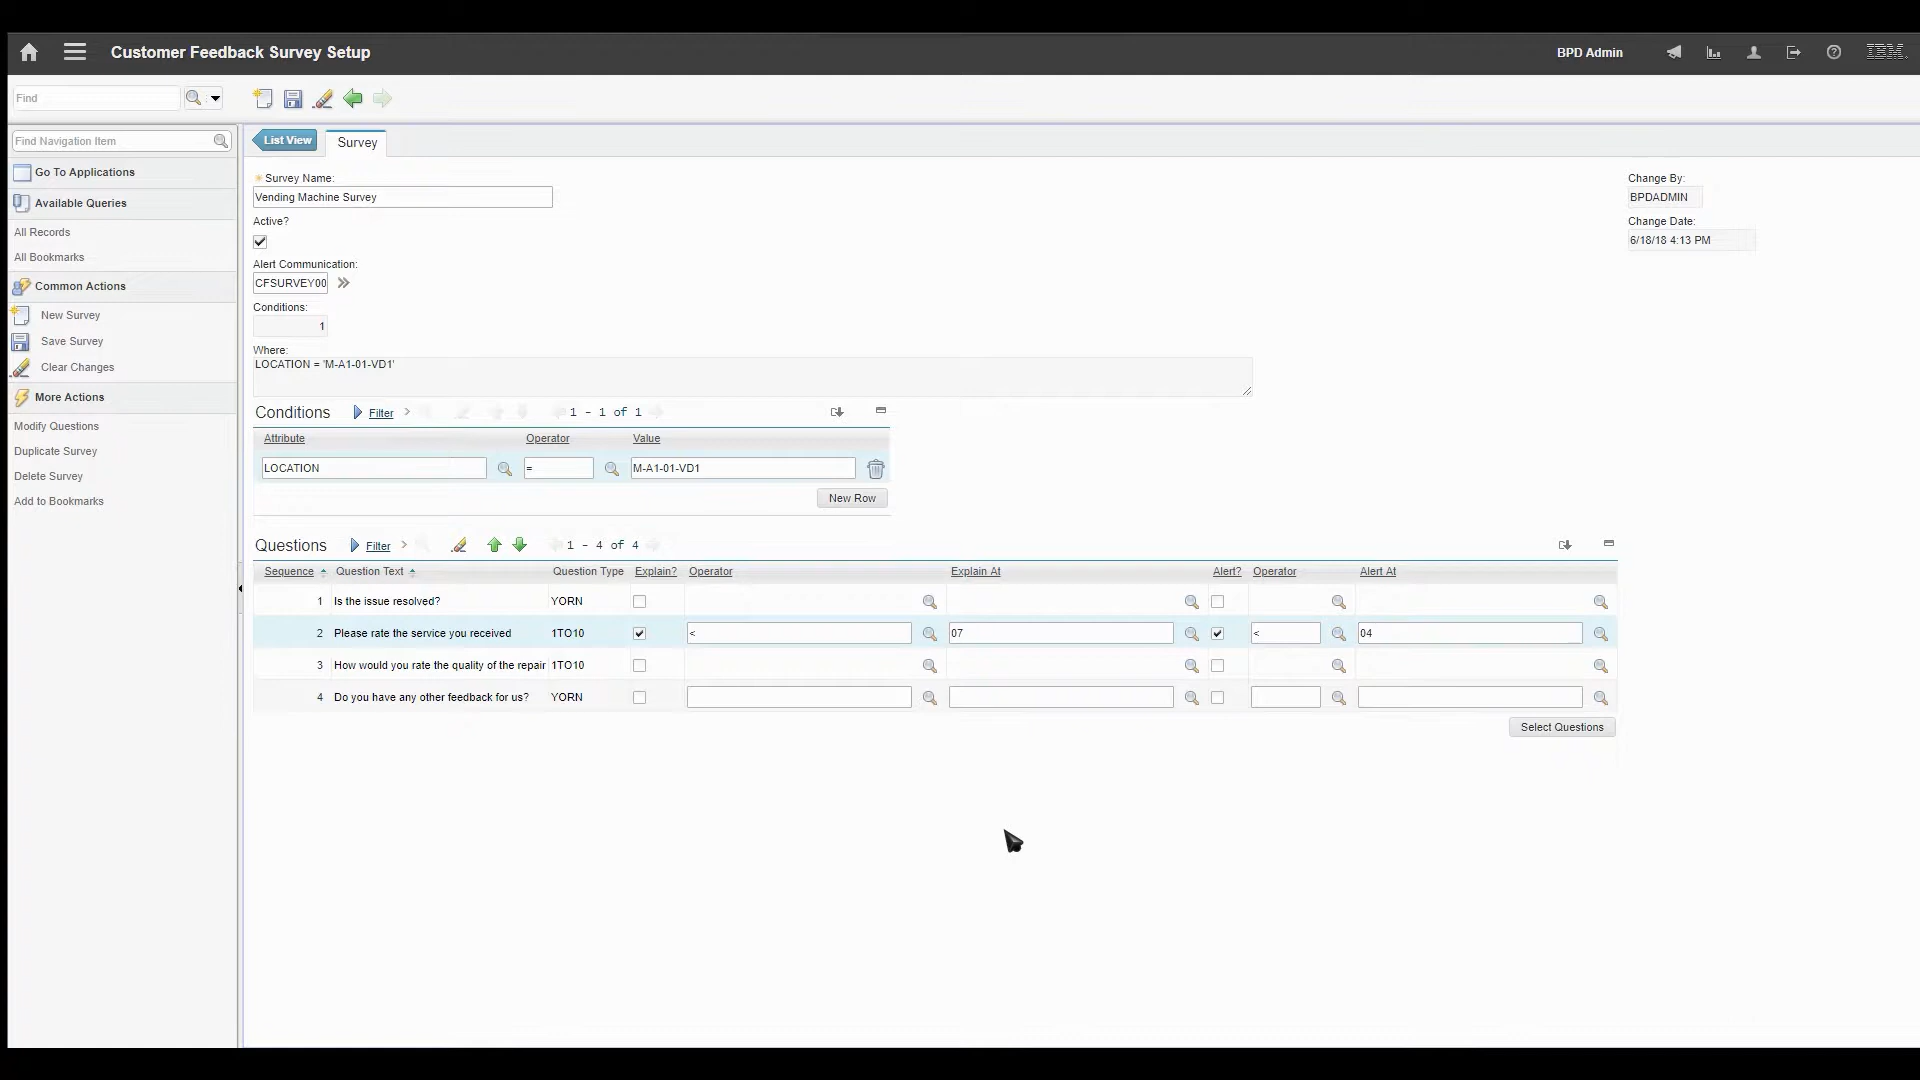 Customer Feedback Survey Setup
BPD Admin
IBM.
Find
Find Navigation Item
List View
Survey
Go To Applications
Available Queries
All Records
All Bookmarks
Common Actions
New Survey
Save Survey
Clear Changes
More Actions
Modify Questions
Duplicate Survey
Delete Survey
Add to Bookmarks
Survey Name:
Vending Machine Survey
Active?
Alert Communication:
CFSURVEY00
Conditions:
1
Where:
LOCATION = 'M-A1-01-VD1'
Change By:
BPDADMIN
Change Date:
6/18/18 4:13 PM
Conditions Filter 1 - 1 of 1
Attribute Operator Value
LOCATION = M-A1-01-VD1
New Row
Questions Filter 1 - 4 of 4
Sequence Question Text Question Type Explain? Operator Explain At Alert? Operator Alert At
1 Is the issue resolved? YORN
2 Please rate the service you received 1TO10 < 07 < 04
3 How would you rate the quality of the repair 1TO10
4 Do you have any other feedback for us? YORN
Select Questions